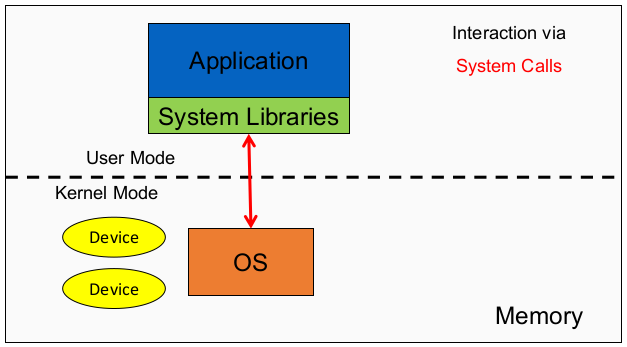 Application
System Libraries
Interaction via
System Calls
User Mode
Kernel Mode
Device
Device
OS
Memory